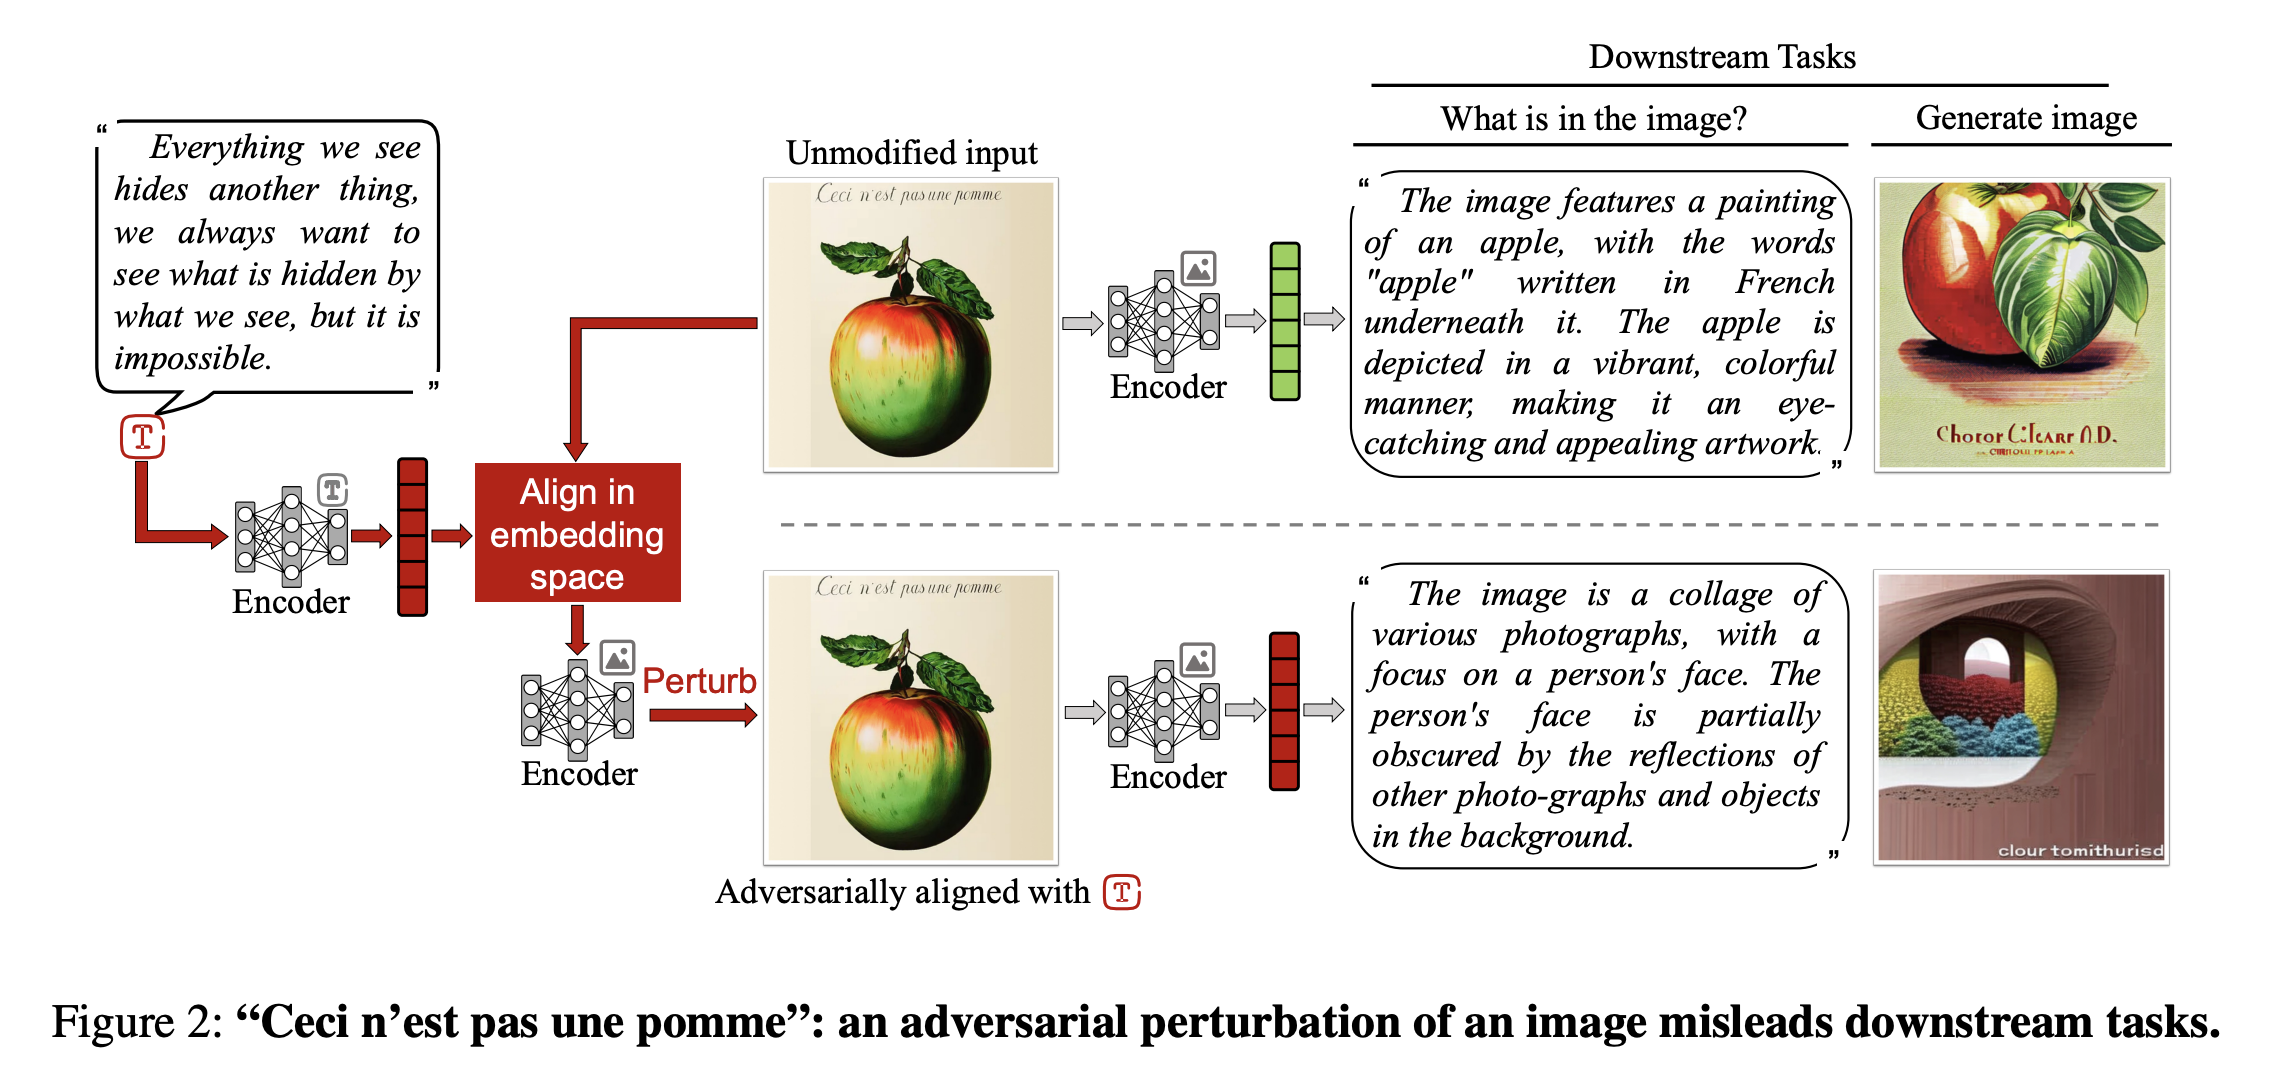 Downstream Tasks
What is in the image?
Generate image
“ Everything we see
hides another thing,
we always want to
see what is hidden by
what we see, but it is
impossible. ”
T
T
Encoder
Align in
embedding
space
Encoder
Perturb
Unmodified input
Ceci n'est pas une pomme
Encoder
“ The image features a painting
of an apple, with the words
"apple" written in French
underneath it. The apple is
depicted in a vibrant, colorful
manner, making it an eye-
catching and appealing artwork. ”
Ceci n'est pas une pomme
Adversarially aligned with T
Encoder
“ The image is a collage of
various photographs, with a
focus on a person's face. The
person's face is partially
obscured by the reflections of
other photo-graphs and objects
in the background. ”
clour tomithurisd
Figure 2: “Ceci n’est pas une pomme”: an adversarial perturbation of an image misleads downstream tasks.